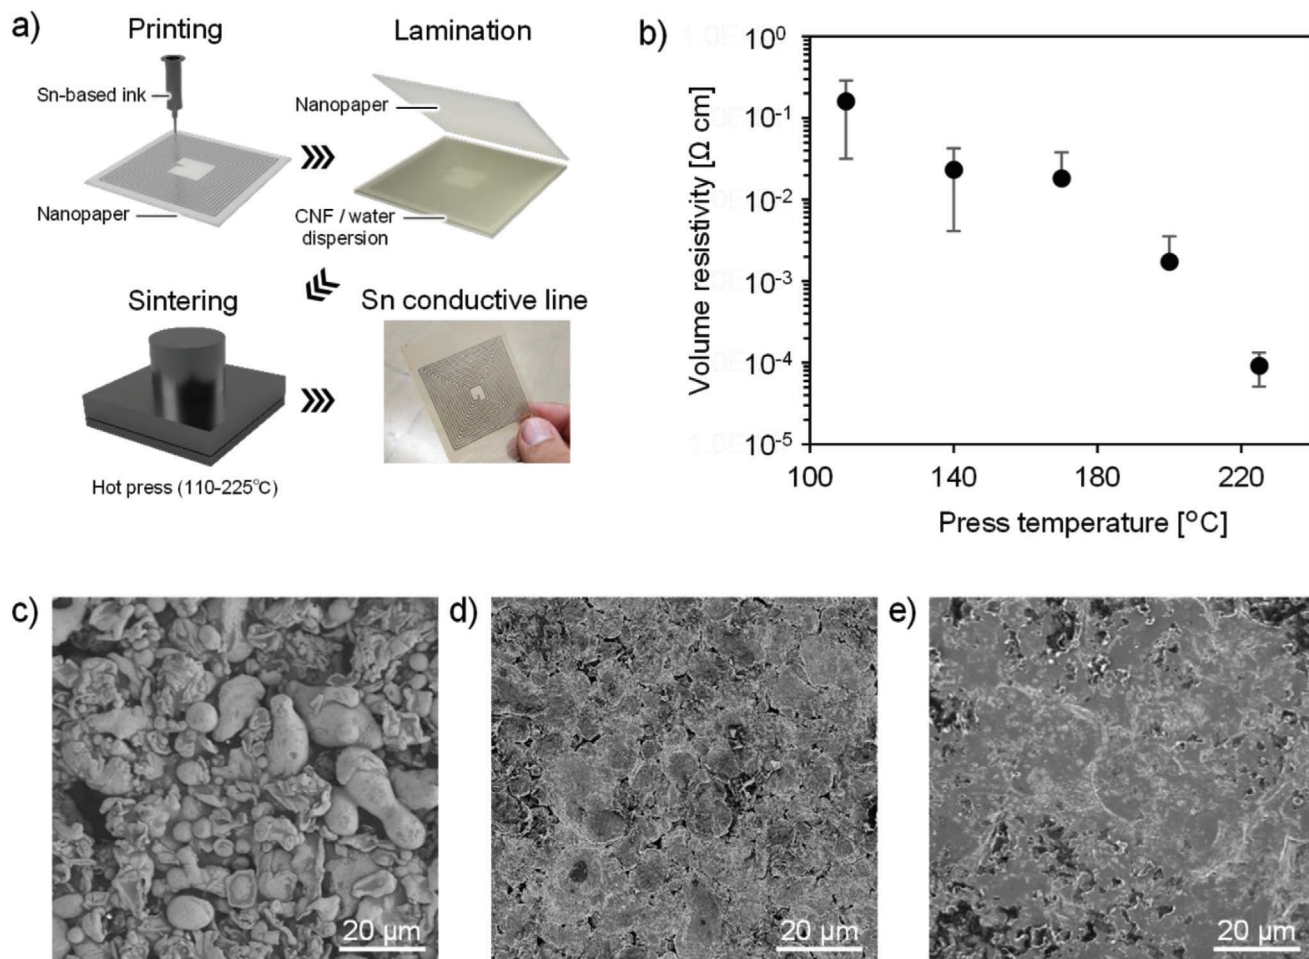 a)
Printing
Lamination
Sn-based ink
Nanopaper
Nanopaper
CNF / water
dispersion
Sintering
Sn conductive line
Hot press (110-225°C)
b)
Volume resistivity [Ω cm]
10⁰
10⁻¹
10⁻²
10⁻³
10⁻⁴
10⁻⁵
100
140
180
220
Press temperature [°C]
c)
20 µm
d)
20 µm
e)
20 µm